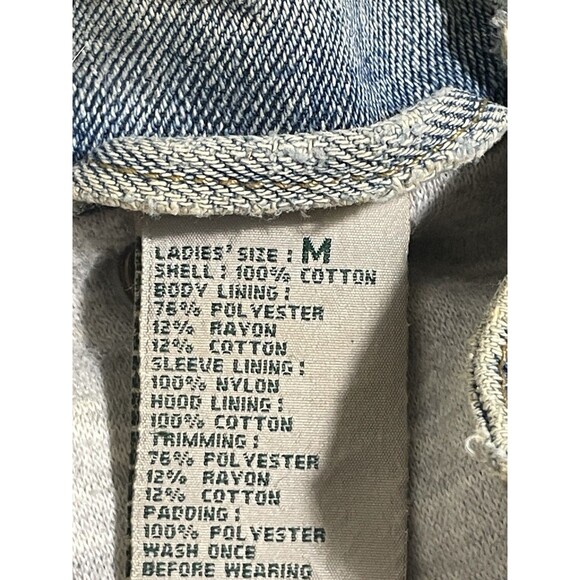 LADIES' SIZE : M
SHELL : 100% COTTON
BODY LINING :
76% POLYESTER
12% RAYON
12% COTTON
SLEEVE LINING :
100% NYLON
HOOD LINING :
100% COTTON
TRIMMING :
76% POLYESTER
12% RAYON
12% COTTON
PADDING :
100% POLYESTER
WASH ONCE
BEFORE WEARING